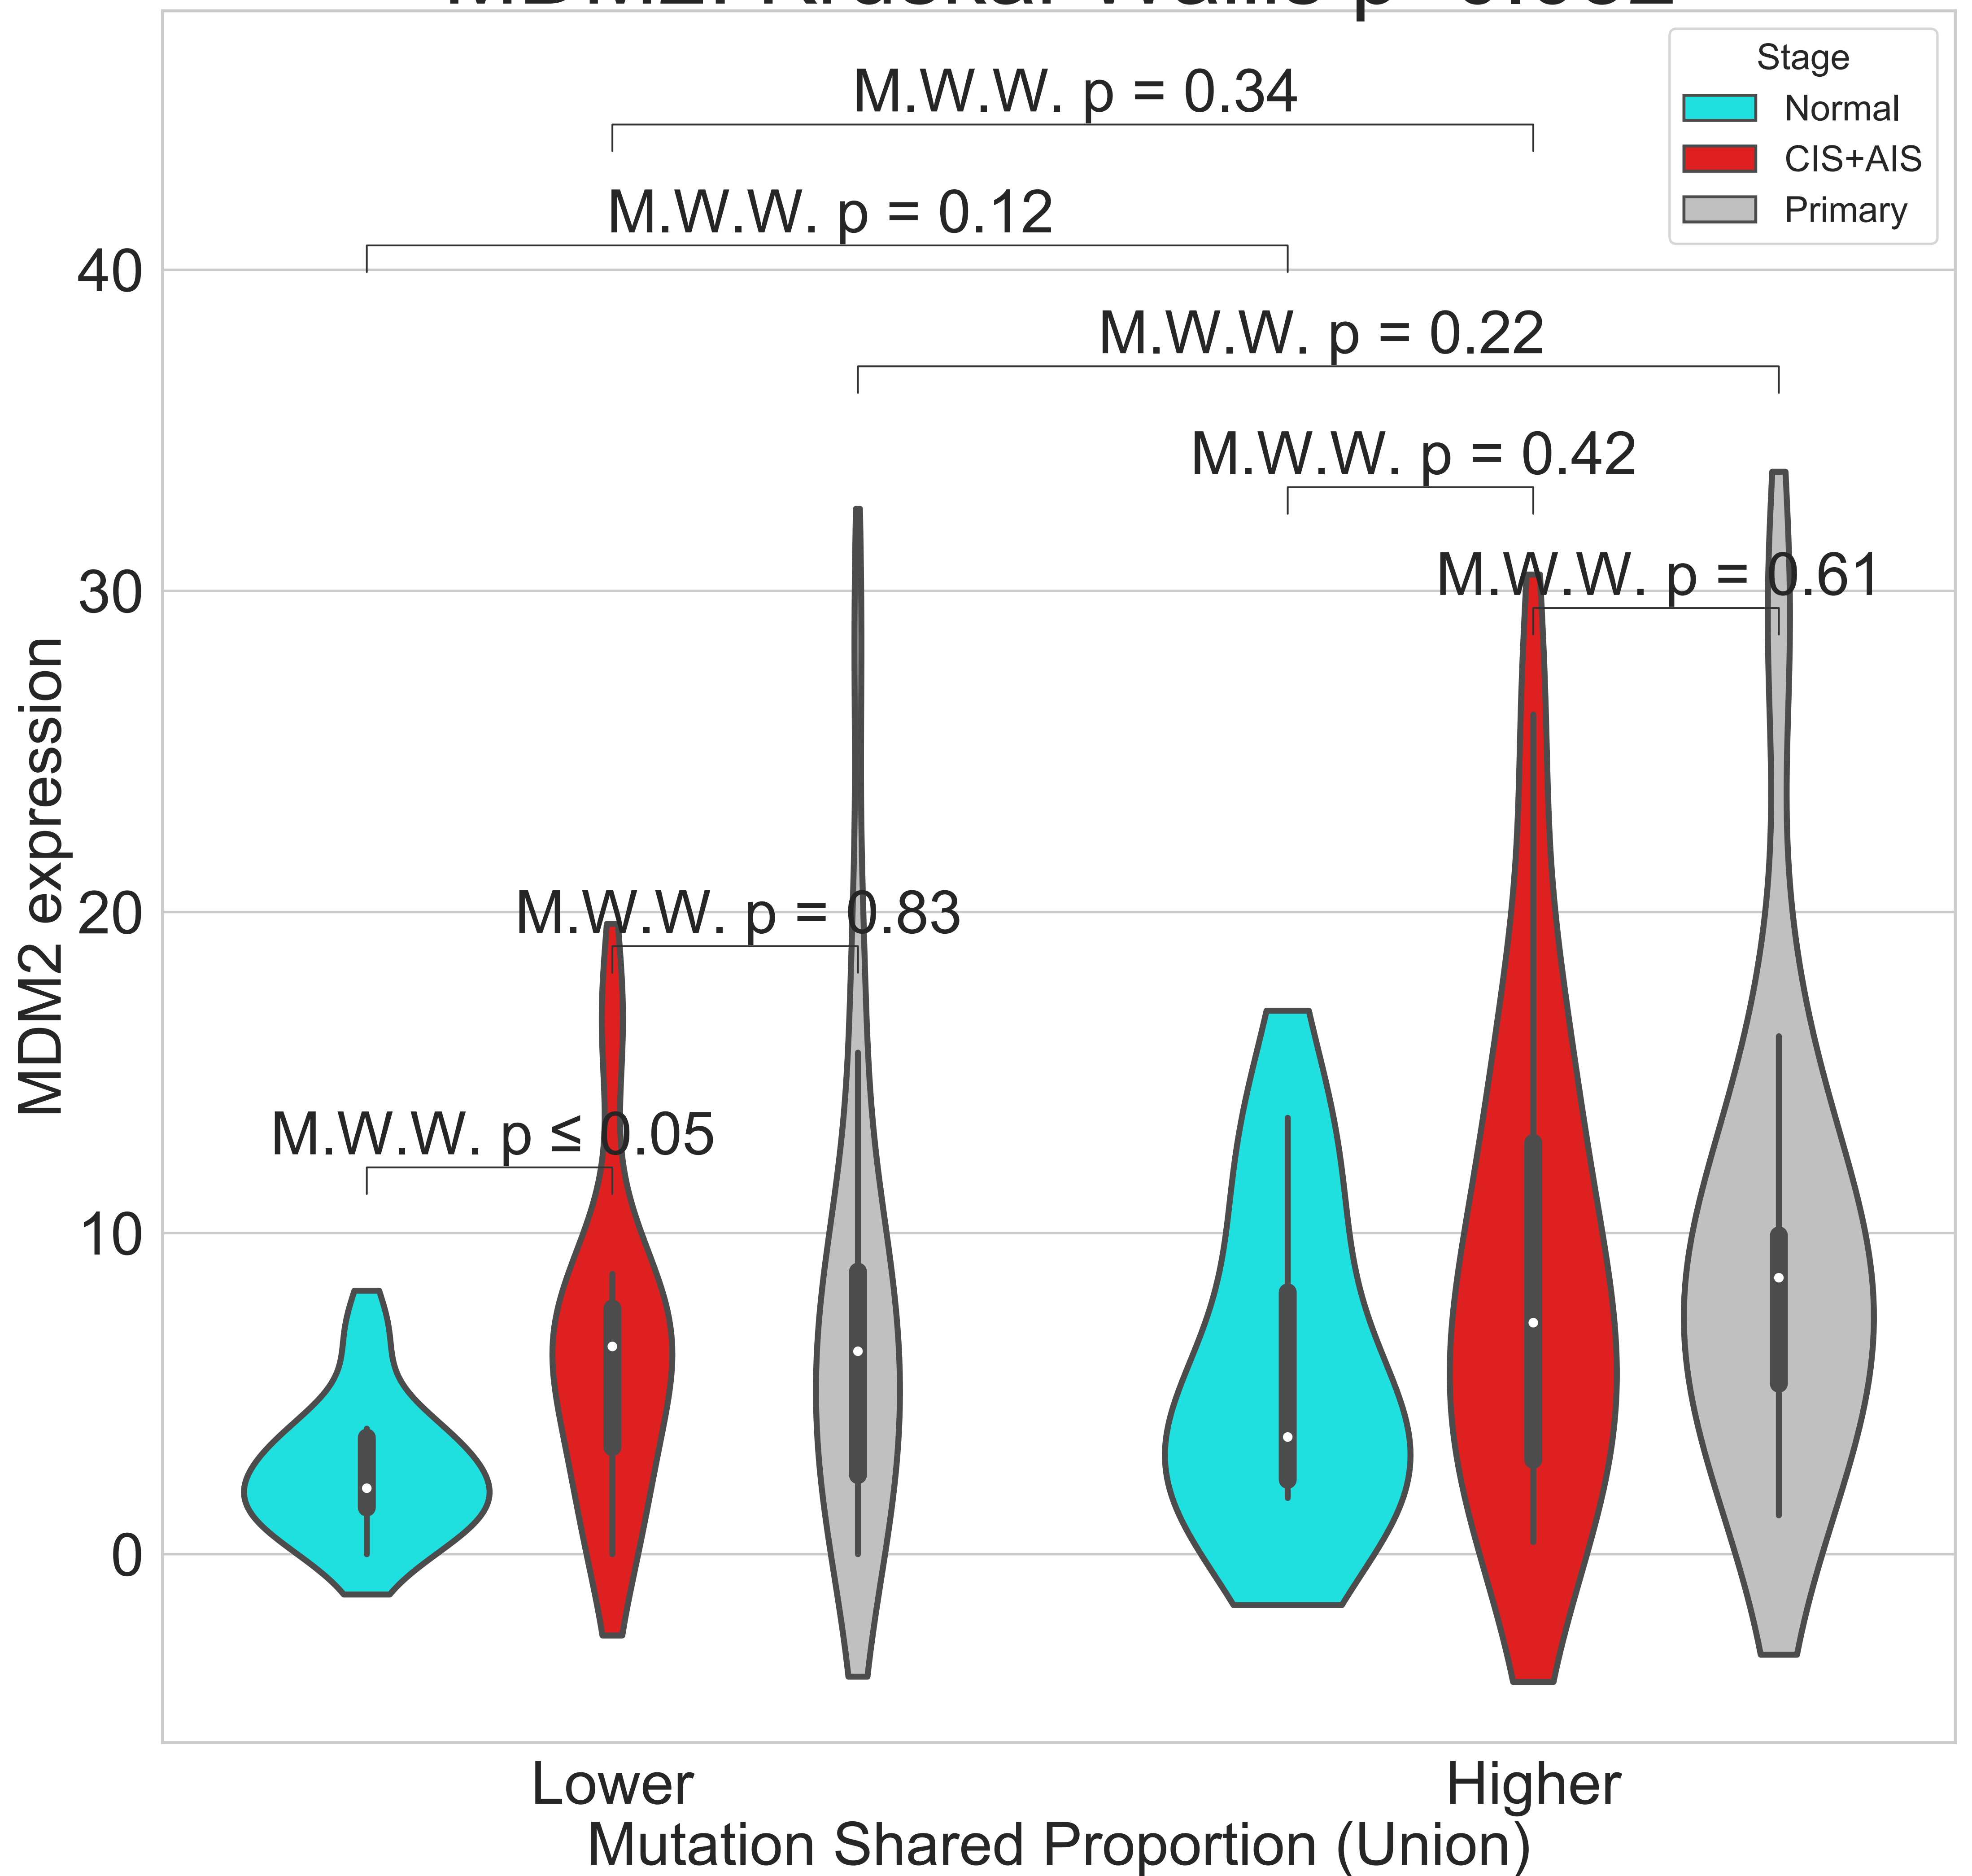 Stage
Normal
CIS+AIS
Primary
M.W.W. p = 0.34
M.W.W. p = 0.12
M.W.W. p = 0.22
M.W.W. p = 0.42
M.W.W. p = 0.61
M.W.W. p = 0.83
M.W.W. p ≤ 0.05
MDM2 expression
40
30
20
10
0
Lower
Higher
Mutation Shared Proportion (Union)